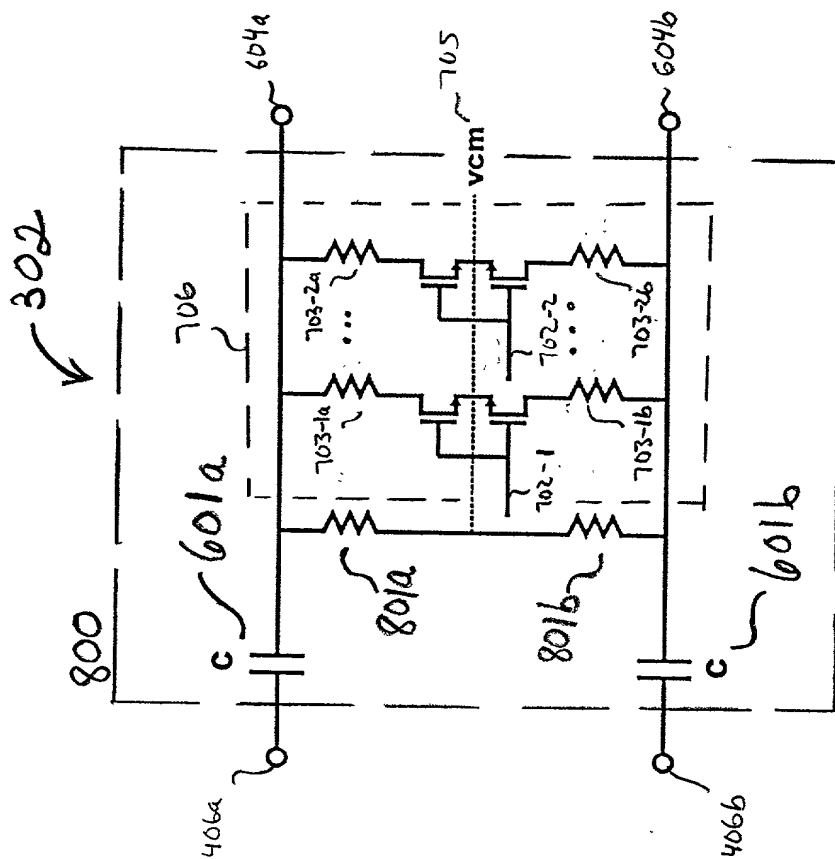 302
800
706
604a
406a
C
601a
703-1a
...
703-2a
801a
vcm
705
702-1
702-2
...
801b
703-1b
703-2b
C
601b
406b
604b